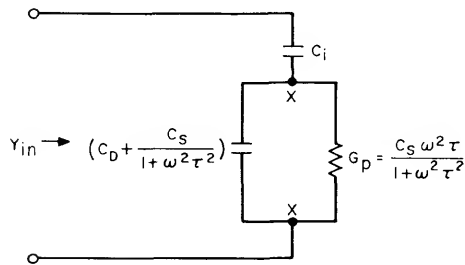 C_i
X
Y_in → (C_D + C_S / (1 + ω²τ²))
G_p = C_S ω² τ / (1 + ω²τ²)
X